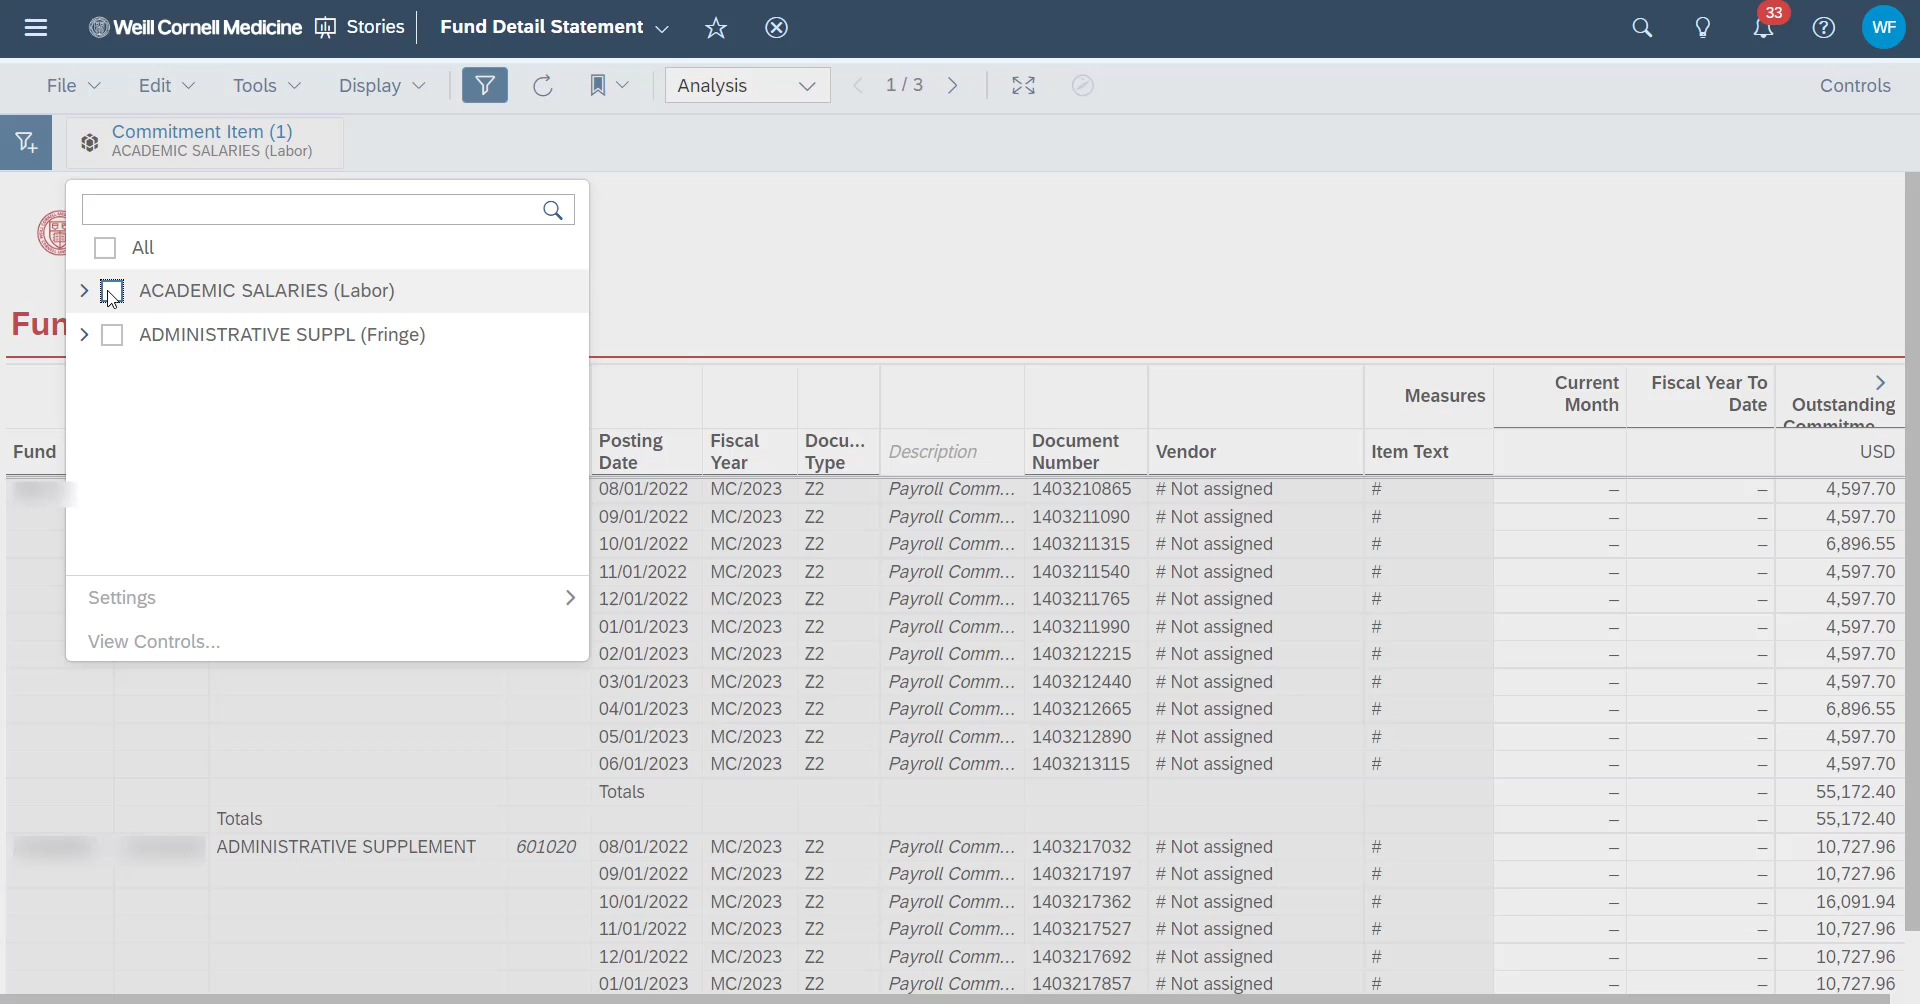 Weill Cornell Medicine Stories Fund Detail Statement 33 WF
File Edit Tools Display Analysis 1 / 3 Controls
Commitment Item (1)
ACADEMIC SALARIES (Labor)
All
ACADEMIC SALARIES (Labor)
ADMINISTRATIVE SUPPL (Fringe)
Settings
View Controls...
Fun
Measures Current Month Fiscal Year To Date Outstanding Commitme...
Fund Posting Date Fiscal Year Docu... Type Description Document Number Vendor Item Text USD
08/01/2022 MC/2023 Z2 Payroll Comm... 1403210865 # Not assigned # – – 4,597.70
09/01/2022 MC/2023 Z2 Payroll Comm... 1403211090 # Not assigned # – – 4,597.70
10/01/2022 MC/2023 Z2 Payroll Comm... 1403211315 # Not assigned # – – 6,896.55
11/01/2022 MC/2023 Z2 Payroll Comm... 1403211540 # Not assigned # – – 4,597.70
12/01/2022 MC/2023 Z2 Payroll Comm... 1403211765 # Not assigned # – – 4,597.70
01/01/2023 MC/2023 Z2 Payroll Comm... 1403211990 # Not assigned # – – 4,597.70
02/01/2023 MC/2023 Z2 Payroll Comm... 1403212215 # Not assigned # – – 4,597.70
03/01/2023 MC/2023 Z2 Payroll Comm... 1403212440 # Not assigned # – – 4,597.70
04/01/2023 MC/2023 Z2 Payroll Comm... 1403212665 # Not assigned # – – 6,896.55
05/01/2023 MC/2023 Z2 Payroll Comm... 1403212890 # Not assigned # – – 4,597.70
06/01/2023 MC/2023 Z2 Payroll Comm... 1403213115 # Not assigned # – – 4,597.70
Totals – – 55,172.40
Totals – – 55,172.40
ADMINISTRATIVE SUPPLEMENT 601020 08/01/2022 MC/2023 Z2 Payroll Comm... 1403217032 # Not assigned # – – 10,727.96
09/01/2022 MC/2023 Z2 Payroll Comm... 1403217197 # Not assigned # – – 10,727.96
10/01/2022 MC/2023 Z2 Payroll Comm... 1403217362 # Not assigned # – – 16,091.94
11/01/2022 MC/2023 Z2 Payroll Comm... 1403217527 # Not assigned # – – 10,727.96
12/01/2022 MC/2023 Z2 Payroll Comm... 1403217692 # Not assigned # – – 10,727.96
01/01/2023 MC/2023 Z2 Payroll Comm... 1403217857 # Not assigned # – – 10,727.96